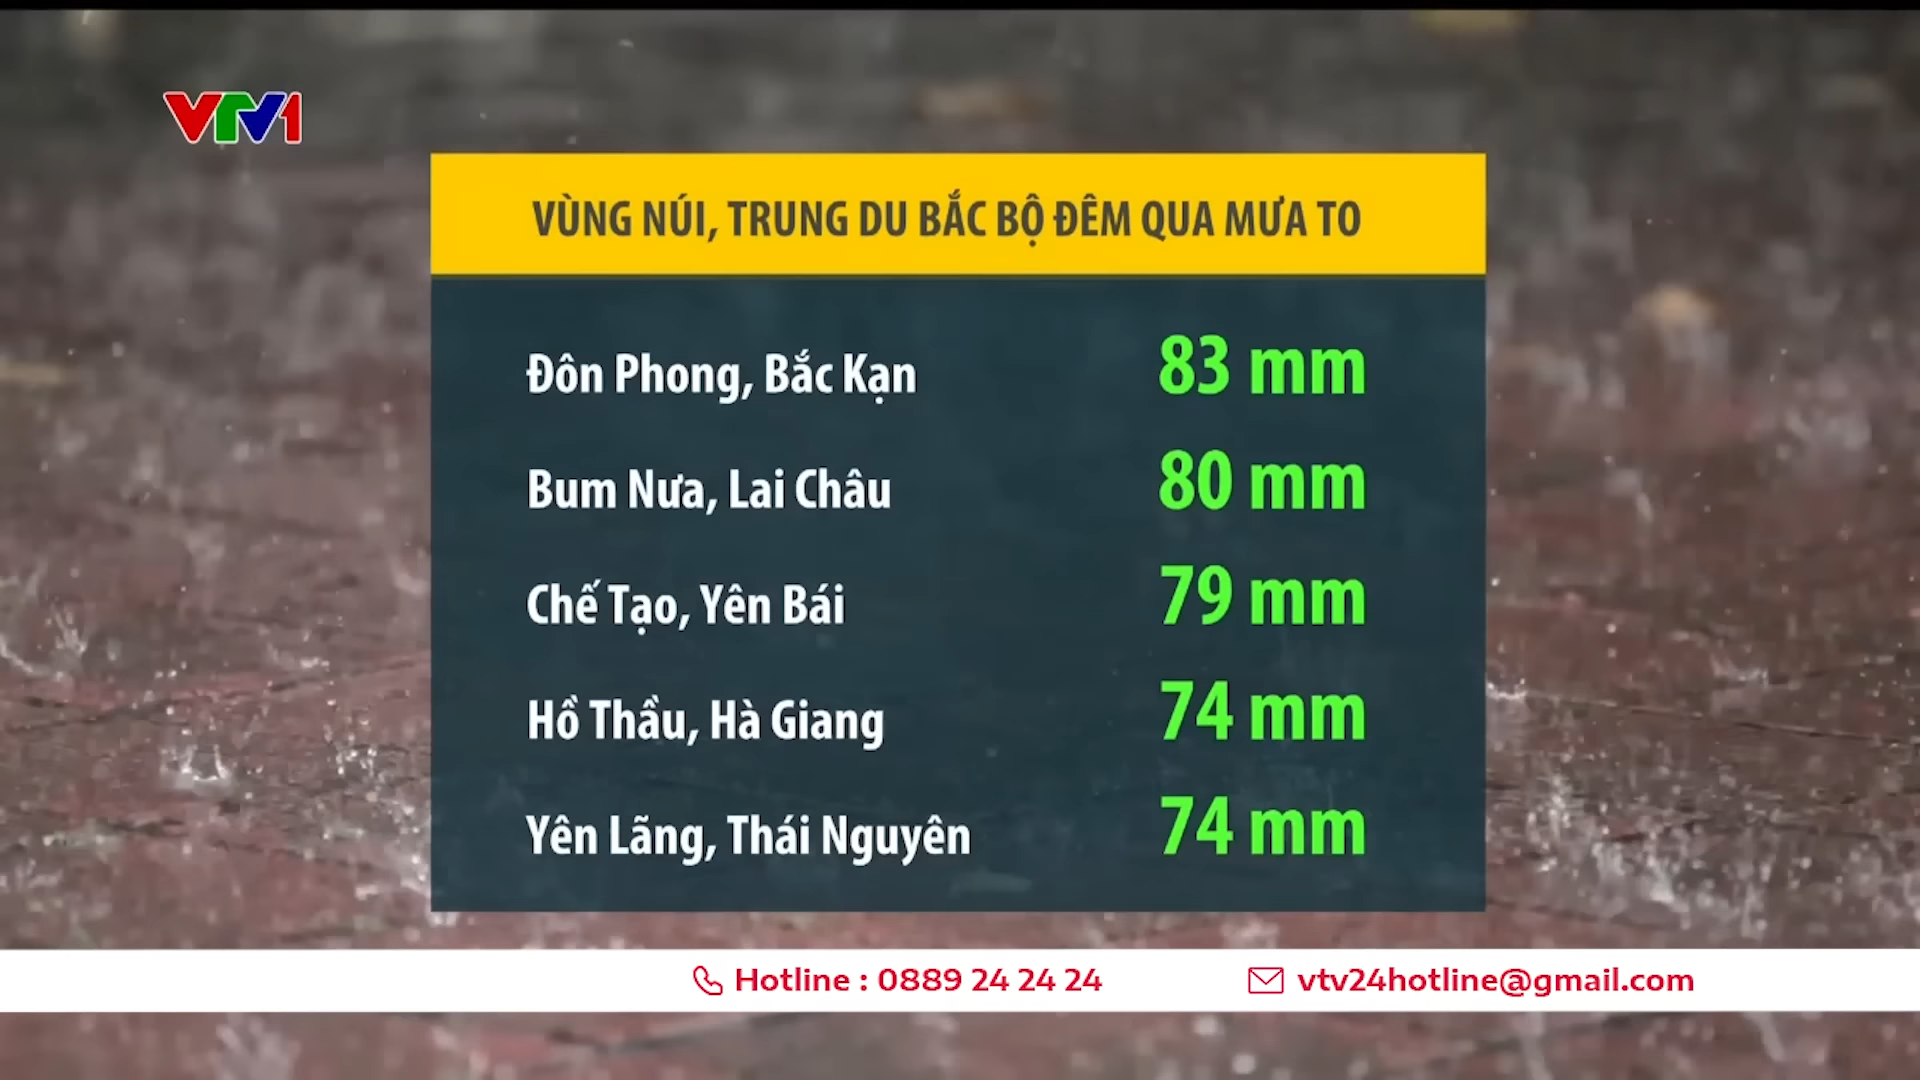 VTV1
VÙNG NÚI, TRUNG DU BẮC BỘ ĐÊM QUA MƯA TO
Đôn Phong, Bắc Kạn 83 mm
Bum Nưa, Lai Châu 80 mm
Chế Tạo, Yên Bái 79 mm
Hồ Thầu, Hà Giang 74 mm
Yên Lãng, Thái Nguyên 74 mm
Hotline : 0889 24 24 24 vtv24hotline@gmail.com